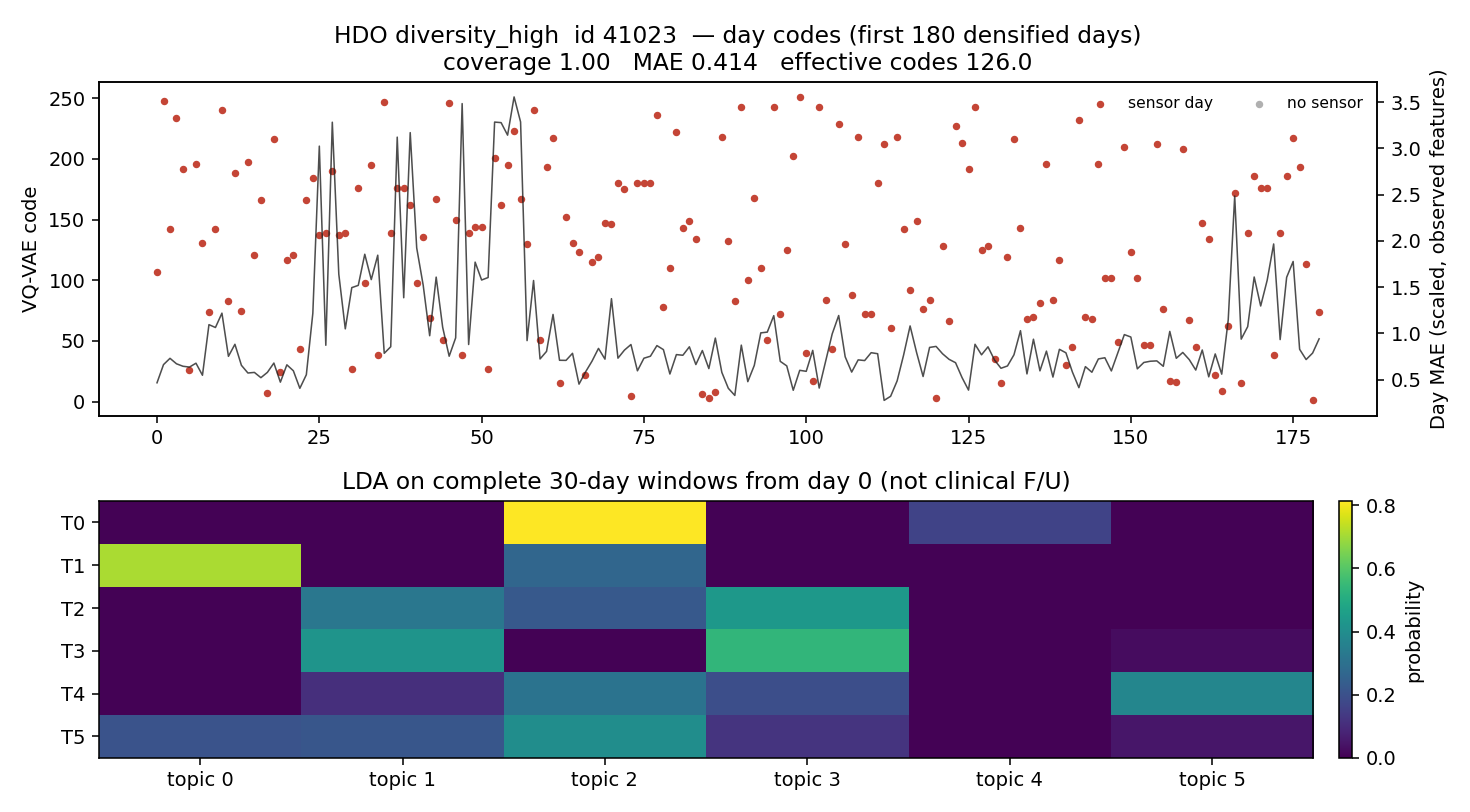 HDO diversity_high  id 41023  — day codes (first 180 densified days)
coverage 1.00   MAE 0.414   effective codes 126.0
sensor day
no sensor
VQ-VAE code
250
200
150
100
50
0
3.5
3.0
2.5
2.0
1.5
1.0
0.5
Day MAE (scaled, observed features)
0 25 50 75 100 125 150 175
LDA on complete 30-day windows from day 0 (not clinical F/U)
T0
T1
T2
T3
T4
T5
topic 0 topic 1 topic 2 topic 3 topic 4 topic 5
0.8
0.6
0.4
0.2
0.0
probability